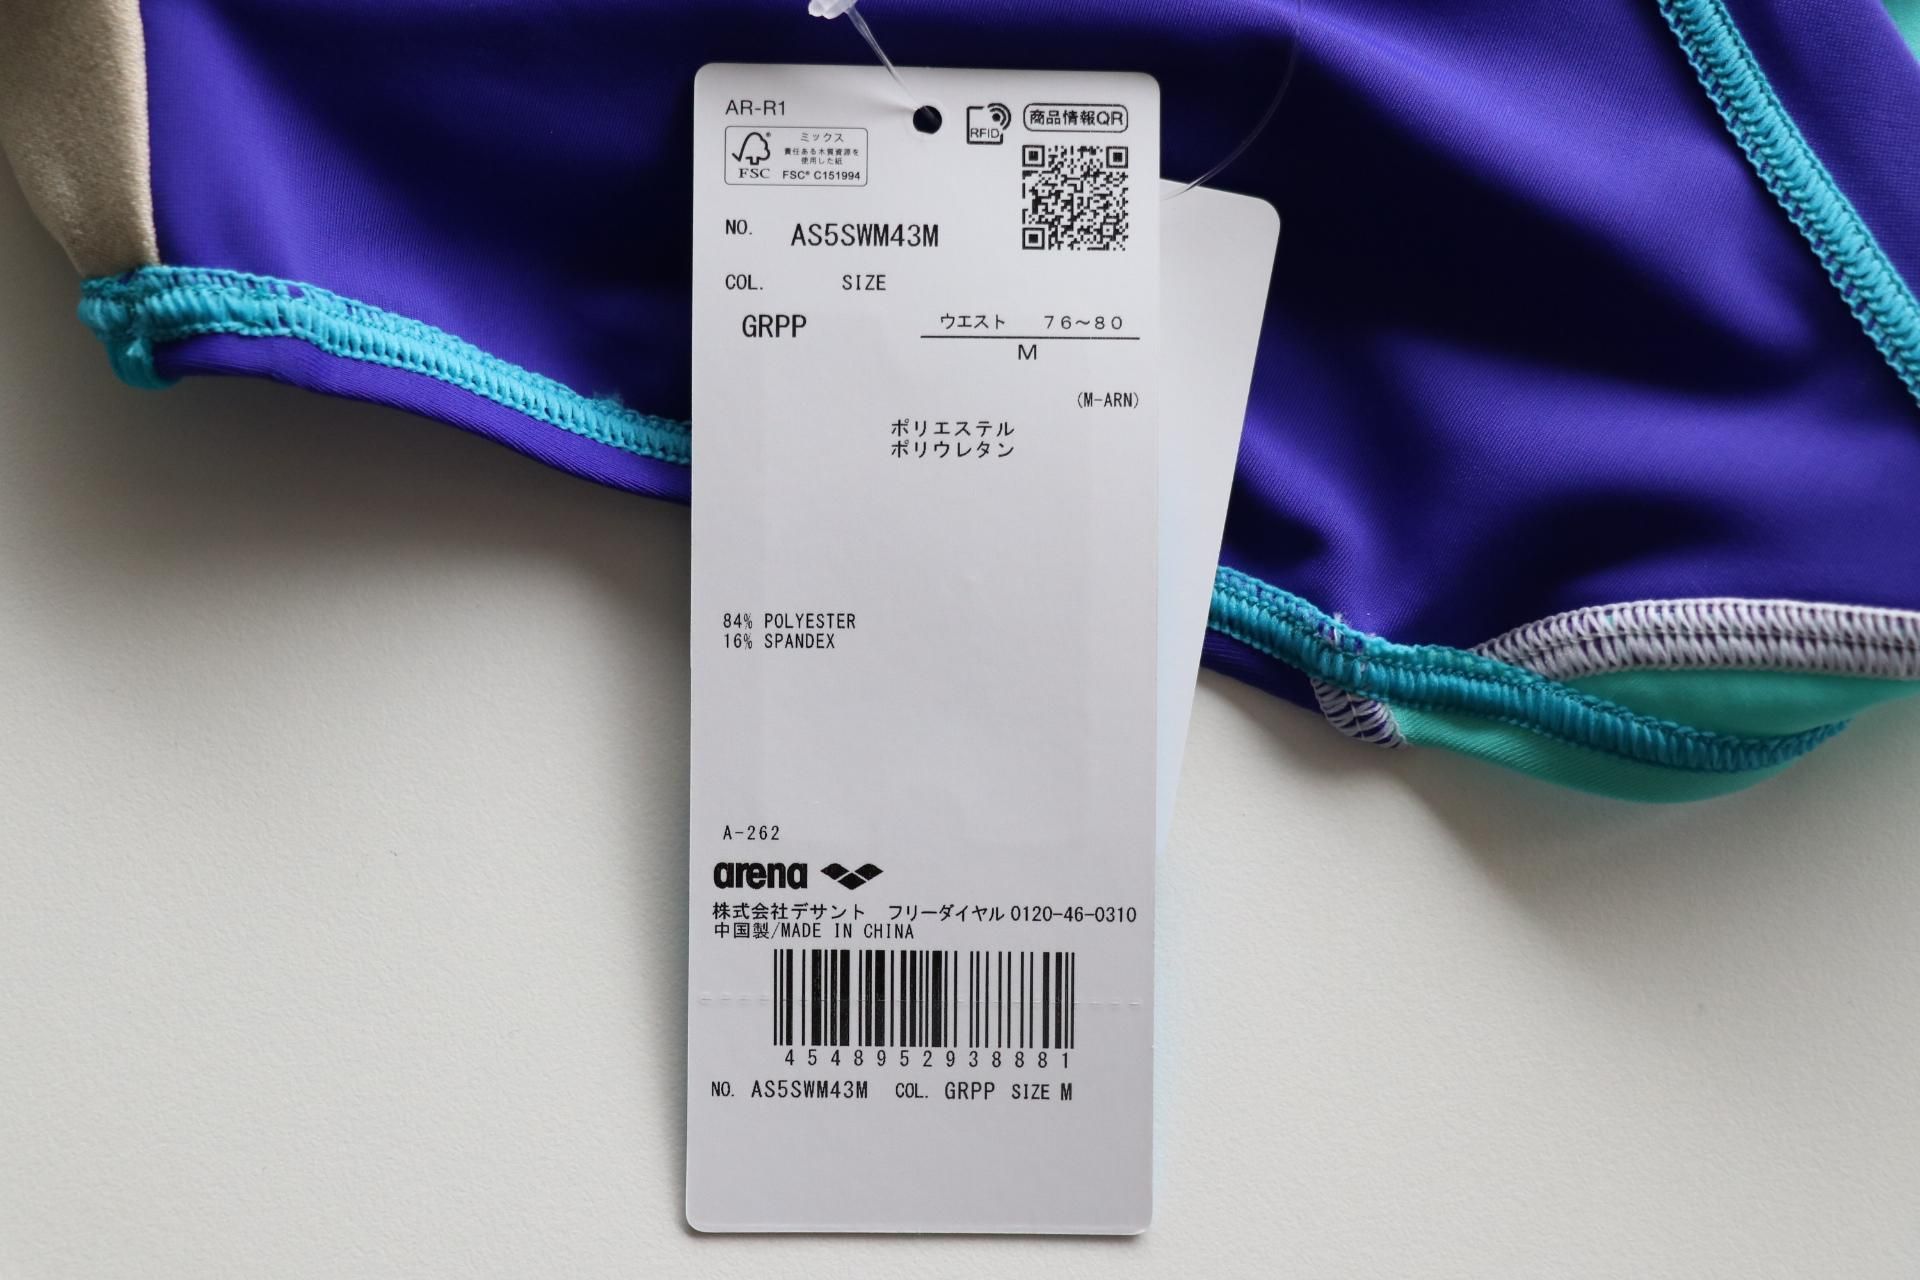 AR-R1
RFID
商品情報QR
ミックス
責任ある木質資源を
使用した紙
FSC
FSC® C151994
NO. AS5SWM43M
COL. SIZE
GRPP
ウエスト 76~80
M
(M-ARN)
ポリエステル
ポリウレタン
84% POLYESTER
16% SPANDEX
A-262
arena
株式会社デサント フリーダイヤル 0120-46-0310
中国製/MADE IN CHINA
4548952938881
NO. AS5SWM43M COL. GRPP SIZE M